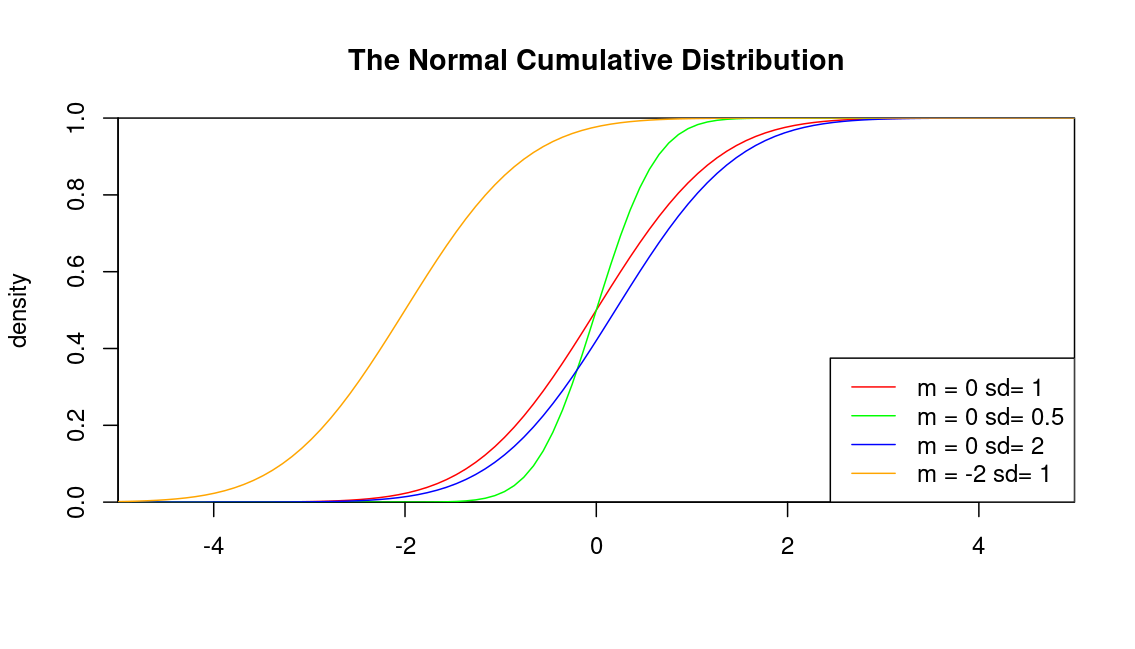 The Normal Cumulative Distribution
density
1.0
0.8
0.6
0.4
0.2
0.0
-4
-2
0
2
4
m = 0 sd= 1
m = 0 sd= 0.5
m = 0 sd= 2
m = -2 sd= 1